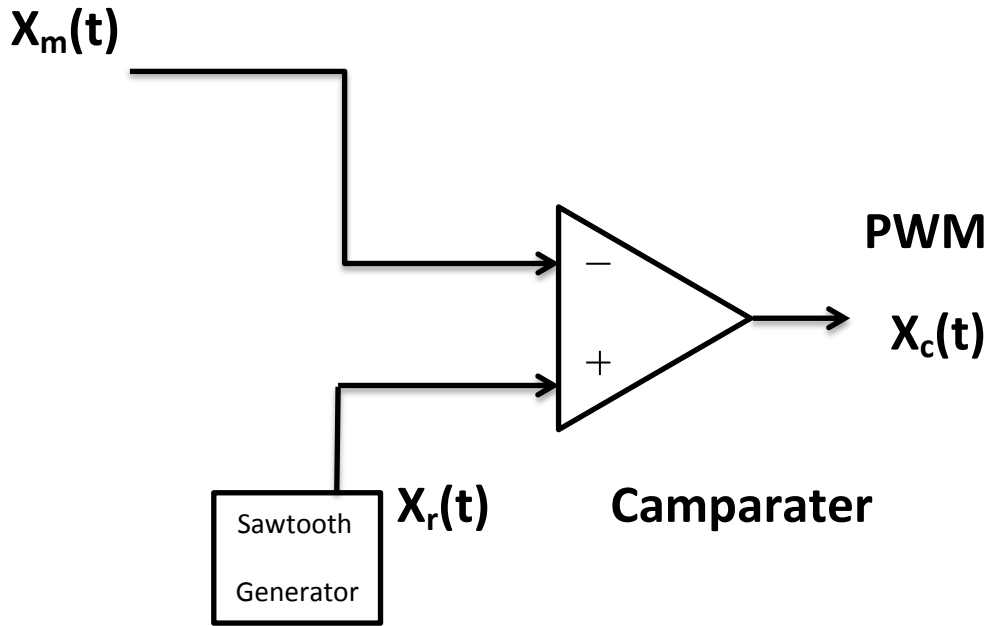 Xm(t)
−
PWM
Xc(t)
+
Xr(t)
Camparater
Sawtooth
Generator